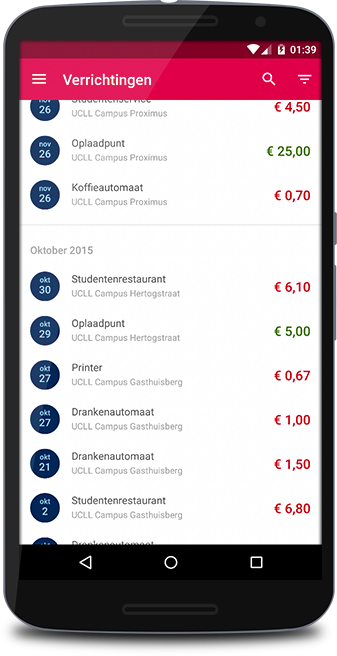 01:39
Verrichtingen
Studentenservice
nov
26
UCLL Campus Proximus
€ 4,50
nov
26
Oplaadpunt
UCLL Campus Proximus
€ 25,00
nov
26
Koffieautomaat
UCLL Campus Proximus
€ 0,70
Oktober 2015
okt
30
Studentenrestaurant
UCLL Campus Hertogstraat
€ 6,10
okt
29
Oplaadpunt
UCLL Campus Hertogstraat
€ 5,00
okt
27
Printer
UCLL Campus Gasthuisberg
€ 0,67
okt
27
Drankenautomaat
UCLL Campus Gasthuisberg
€ 1,00
okt
21
Drankenautomaat
UCLL Campus Gasthuisberg
€ 1,50
okt
2
Studentenrestaurant
UCLL Campus Gasthuisberg
€ 6,80
okt
Drankenautomaat